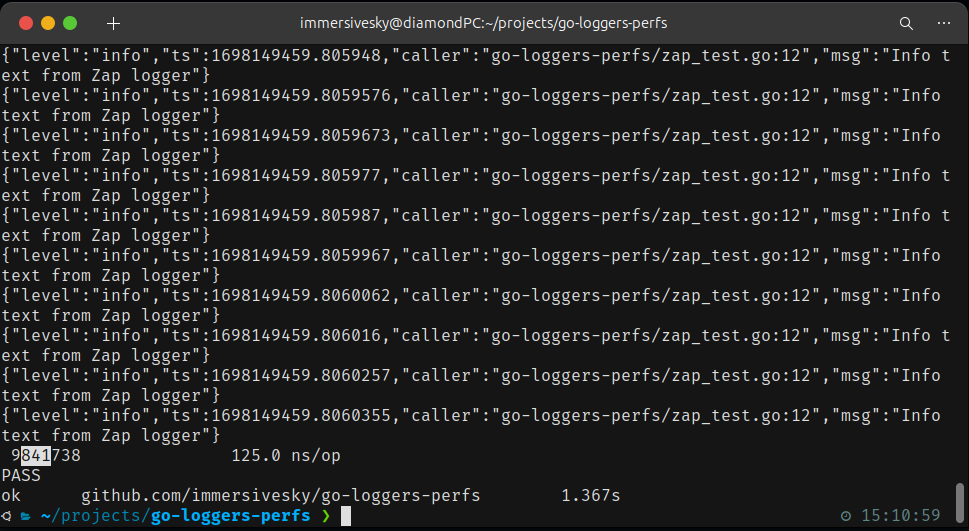 immersivesky@diamondPC:~/projects/go-loggers-perfs
{"level":"info","ts":1698149459.805948,"caller":"go-loggers-perfs/zap_test.go:12","msg":"Info t
ext from Zap logger"}
{"level":"info","ts":1698149459.8059576,"caller":"go-loggers-perfs/zap_test.go:12","msg":"Info
text from Zap logger"}
{"level":"info","ts":1698149459.8059673,"caller":"go-loggers-perfs/zap_test.go:12","msg":"Info
text from Zap logger"}
{"level":"info","ts":1698149459.805977,"caller":"go-loggers-perfs/zap_test.go:12","msg":"Info t
ext from Zap logger"}
{"level":"info","ts":1698149459.805987,"caller":"go-loggers-perfs/zap_test.go:12","msg":"Info t
ext from Zap logger"}
{"level":"info","ts":1698149459.8059967,"caller":"go-loggers-perfs/zap_test.go:12","msg":"Info
text from Zap logger"}
{"level":"info","ts":1698149459.8060062,"caller":"go-loggers-perfs/zap_test.go:12","msg":"Info
text from Zap logger"}
{"level":"info","ts":1698149459.806016,"caller":"go-loggers-perfs/zap_test.go:12","msg":"Info t
ext from Zap logger"}
{"level":"info","ts":1698149459.8060257,"caller":"go-loggers-perfs/zap_test.go:12","msg":"Info
text from Zap logger"}
{"level":"info","ts":1698149459.8060355,"caller":"go-loggers-perfs/zap_test.go:12","msg":"Info
text from Zap logger"}
9841738 125.0 ns/op
PASS
ok github.com/immersivesky/go-loggers-perfs 1.367s
~/projects/go-loggers-perfs ❯ 15:10:59